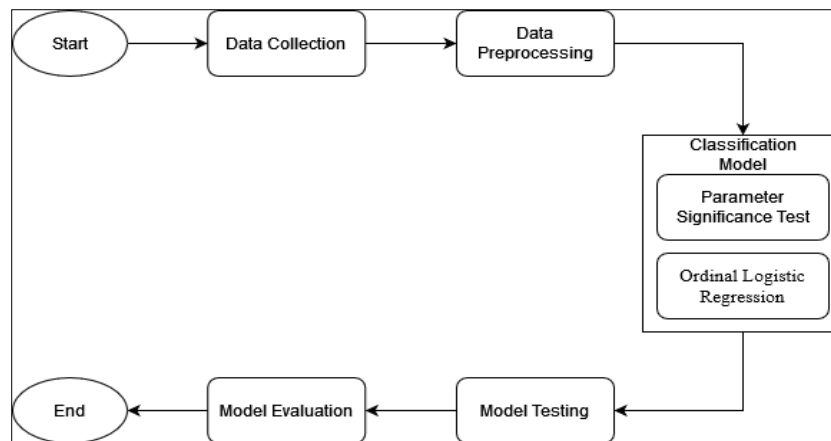 Start
Data Collection
Data
Preprocessing
Classification
Model
Parameter
Significance Test
Ordinal Logistic
Regression
Model Testing
Model Evaluation
End